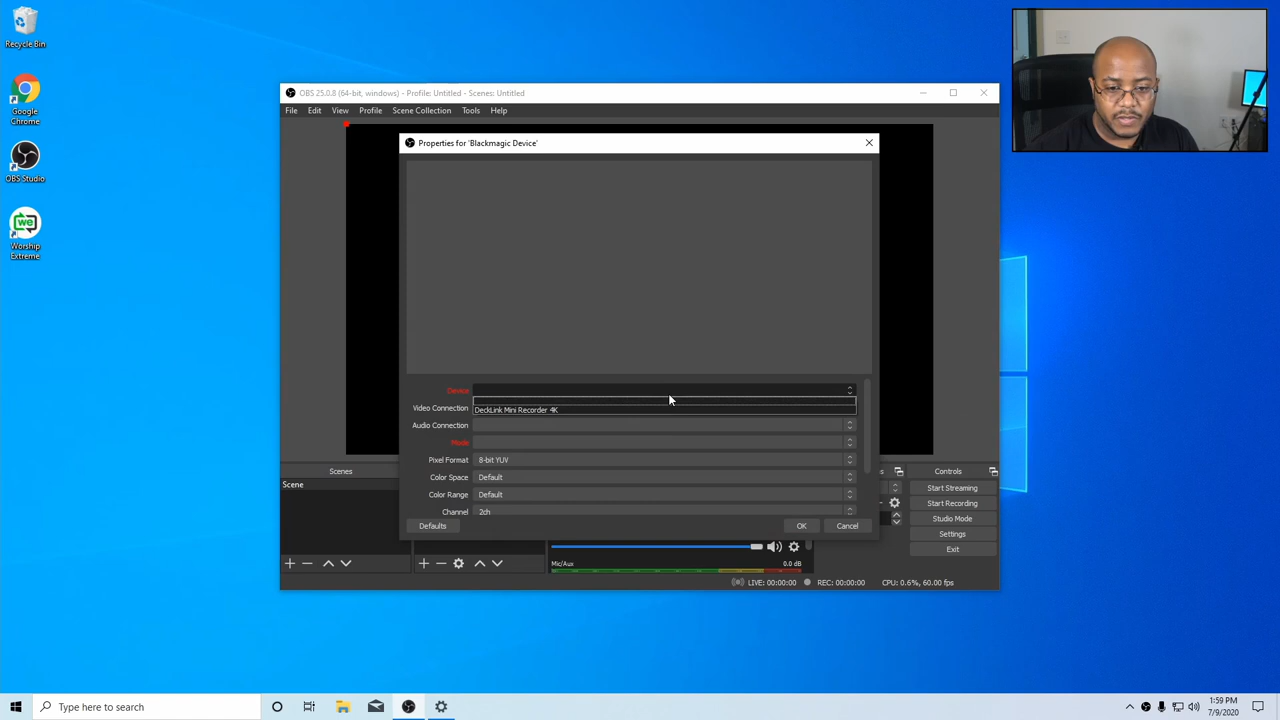 Recycle Bin
Google
Chrome
OBS Studio
Worship
Extreme
OBS 25.0.8 (64-bit, windows) - Profile: Untitled - Scenes: Untitled
File Edit View Profile Scene Collection Tools Help
Properties for 'Blackmagic Device'
Device
DeckLink Mini Recorder 4K
Video Connection
Audio Connection
Mode
Pixel Format 8-bit YUV
Color Space Default
Color Range Default
Channel 2ch
Defaults OK Cancel
Scenes
Scene
Controls
Start Streaming
Start Recording
Studio Mode
Settings
Exit
Mic/Aux 0.0 dB
LIVE: 00:00:00 REC: 00:00:00 CPU: 0.6%, 60.00 fps
Type here to search
1:59 PM
7/9/2020